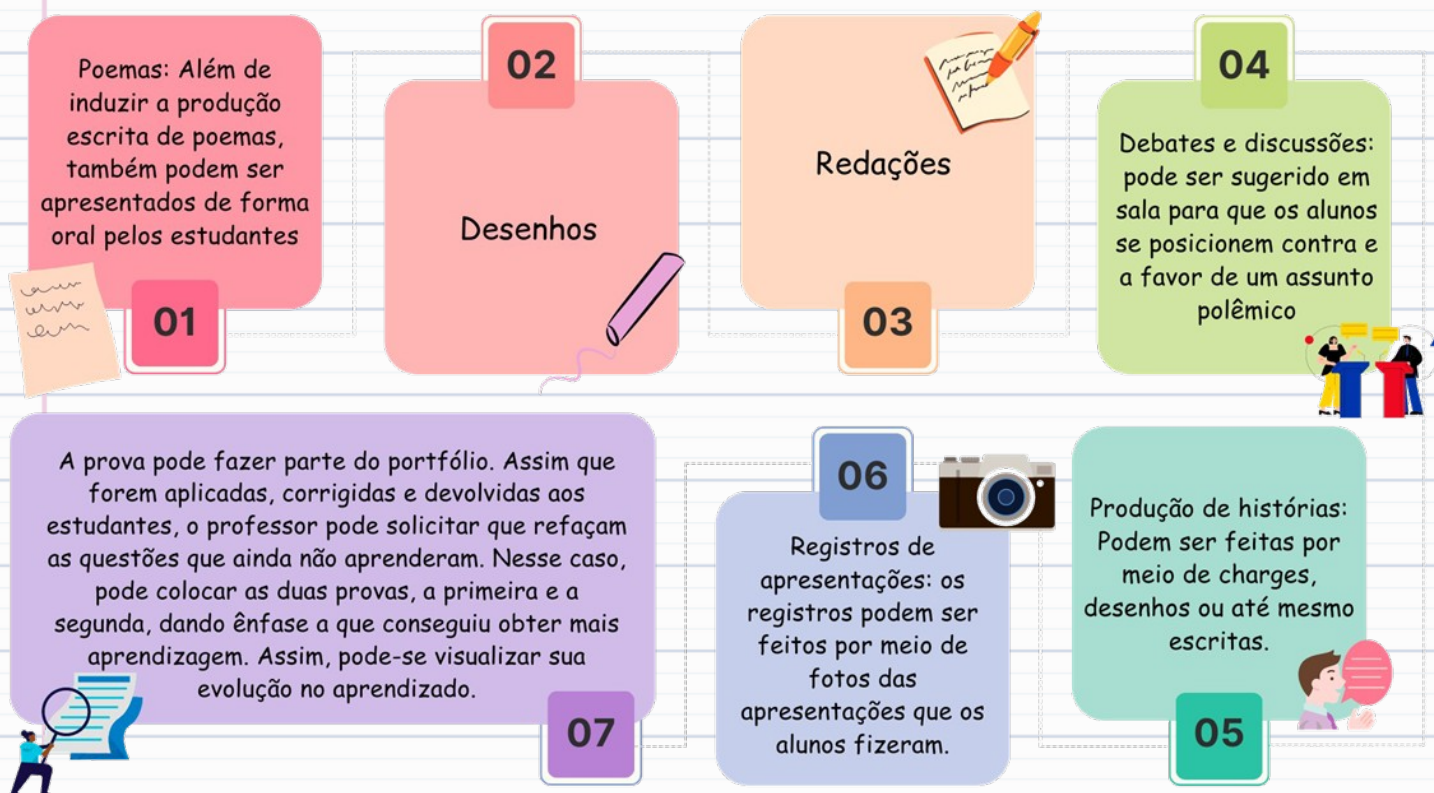 Poemas: Além de
induzir a produção
escrita de poemas,
também podem ser
apresentados de forma
oral pelos estudantes
01
02
Desenhos
Redações
03
04
Debates e discussões:
pode ser sugerido em
sala para que os alunos
se posicionem contra e
a favor de um assunto
polêmico
Produção de histórias:
Podem ser feitas por
meio de charges,
desenhos ou até mesmo
escritas.
05
06
Registros de
apresentações: os
registros podem ser
feitos por meio de
fotos das
apresentações que os
alunos fizeram.
A prova pode fazer parte do portfólio. Assim que
forem aplicadas, corrigidas e devolvidas aos
estudantes, o professor pode solicitar que refaçam
as questões que ainda não aprenderam. Nesse caso,
pode colocar as duas provas, a primeira e a
segunda, dando ênfase a que conseguiu obter mais
aprendizagem. Assim, pode-se visualizar sua
evolução no aprendizado.
07